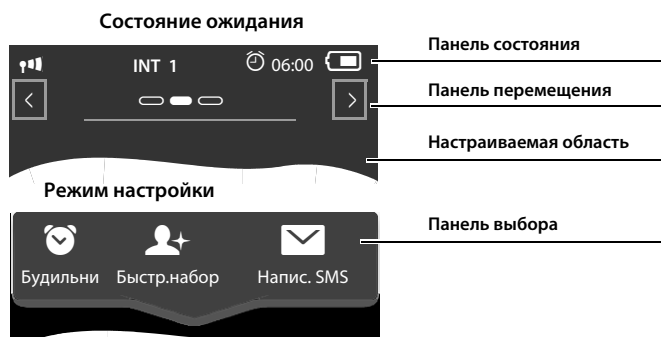 Состояние ожидания
INT 1
06:00
Панель состояния
Панель перемещения
Настраиваемая область
Режим настройки
Панель выбора
Будильни
Быстр.набор
Напис. SMS